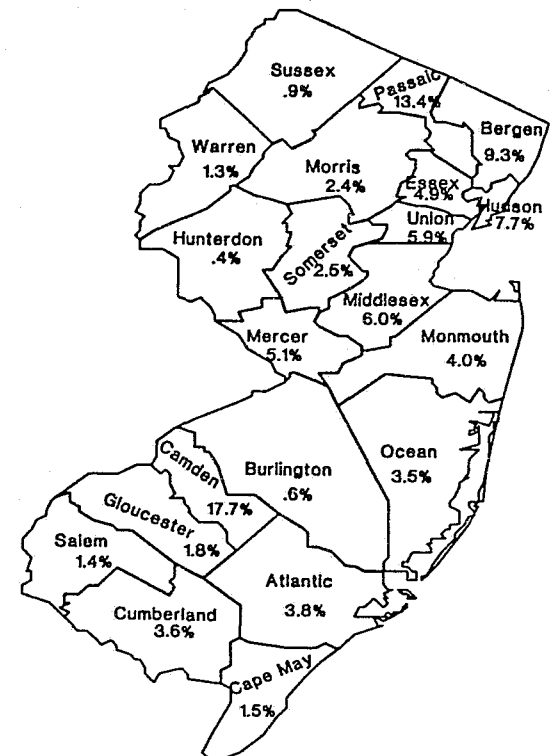 Sussex
.9%
Passaic
13.4%
Bergen
9.3%
Warren
1.3%
Morris
2.4%
Essex
4.9%
Hudson
7.7%
Union
5.9%
Hunterdon
.4%
Somerset
2.5%
Middlesex
6.0%
Mercer
5.1%
Monmouth
4.0%
Ocean
3.5%
Camden
17.7%
Burlington
.6%
Gloucester
1.8%
Salem
1.4%
Atlantic
3.8%
Cumberland
3.6%
Cape May
1.5%